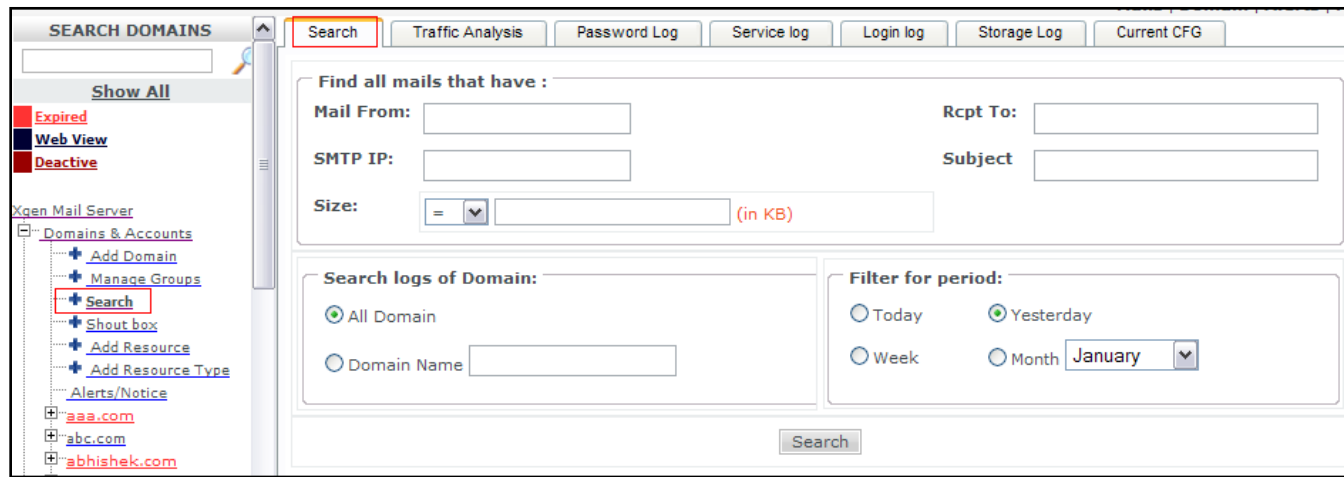 SEARCH DOMAINS
Show All
Expired
Web View
Deactive
Xgen Mail Server
Domains & Accounts
Add Domain
Manage Groups
Search
Shout box
Add Resource
Add Resource Type
Alerts/Notice
aaa.com
abc.com
abhishek.com
Search Traffic Analysis Password Log Service log Login log Storage Log Current CFG
Find all mails that have :
Mail From: Rcpt To:
SMTP IP: Subject
Size: = (in KB)
Search logs of Domain:
All Domain
Domain Name
Filter for period:
Today Yesterday
Week Month January
Search